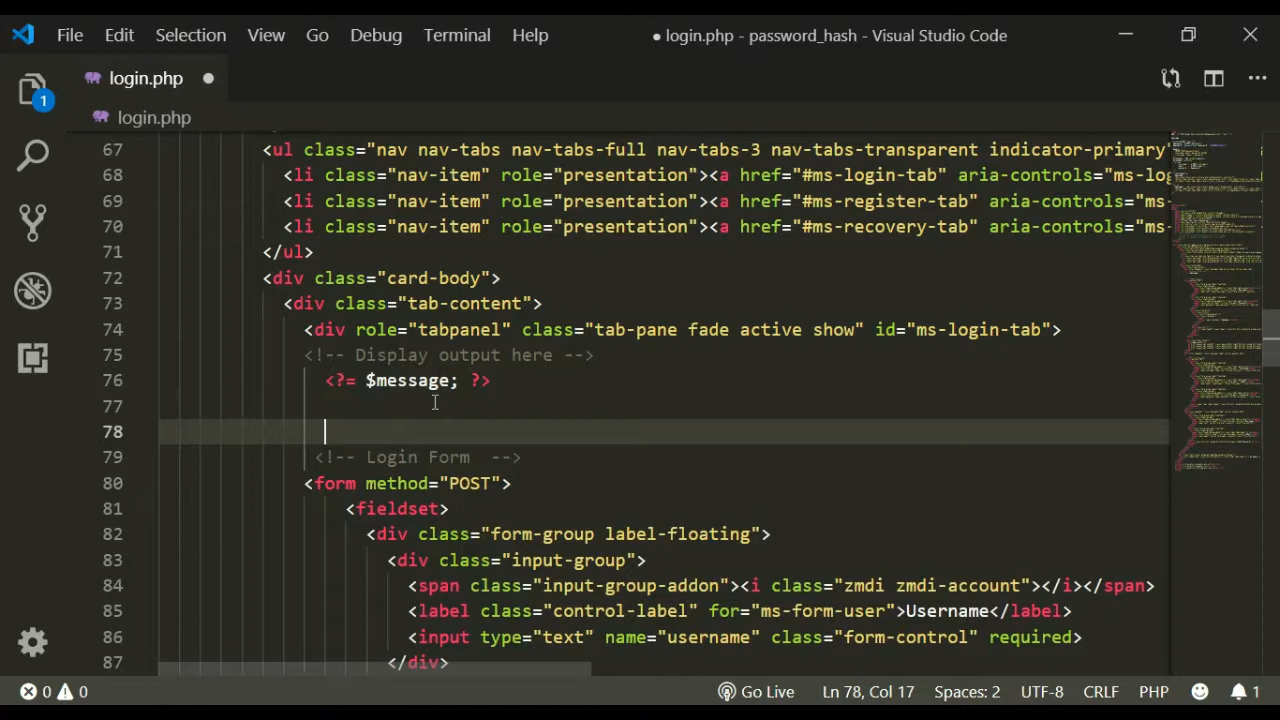 File Edit Selection View Go Debug Terminal Help ● login.php - password_hash - Visual Studio Code
login.php
1
login.php
67 <ul class="nav nav-tabs nav-tabs-full nav-tabs-3 nav-tabs-transparent indicator-primary
68 <li class="nav-item" role="presentation"><a href="#ms-login-tab" aria-controls="ms-log
69 <li class="nav-item" role="presentation"><a href="#ms-register-tab" aria-controls="ms-
70 <li class="nav-item" role="presentation"><a href="#ms-recovery-tab" aria-controls="ms-
71 </ul>
72 <div class="card-body">
73 <div class="tab-content">
74 <div role="tabpanel" class="tab-pane fade active show" id="ms-login-tab">
75 <!-- Display output here -->
76 <?= $message; ?>
77
78
79 <!-- Login Form -->
80 <form method="POST">
81 <fieldset>
82 <div class="form-group label-floating">
83 <div class="input-group">
84 <span class="input-group-addon"><i class="zmdi zmdi-account"></i></span>
85 <label class="control-label" for="ms-form-user">Username</label>
86 <input type="text" name="username" class="form-control" required>
87 </div>
0 0 Go Live Ln 78, Col 17 Spaces: 2 UTF-8 CRLF PHP 1